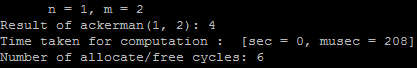 n = 1, m = 2
Result of ackerman(1, 2): 4
Time taken for computation :  [sec = 0, musec = 208]
Number of allocate/free cycles: 6